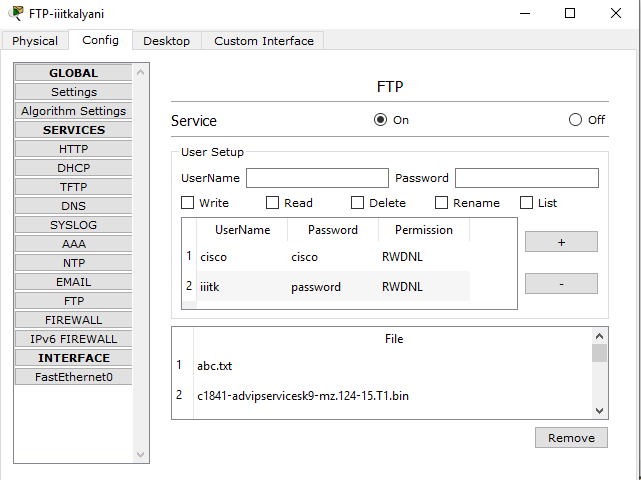 FTP-iiitkalyani
Physical Config Desktop Custom Interface
GLOBAL
Settings
Algorithm Settings
SERVICES
HTTP
DHCP
TFTP
DNS
SYSLOG
AAA
NTP
EMAIL
FTP
FIREWALL
IPv6 FIREWALL
INTERFACE
FastEthernet0
FTP
Service On Off
User Setup
UserName Password
Write Read Delete Rename List
UserName Password Permission
1 cisco cisco RWDNL
2 iiitk password RWDNL
+
-
File
1 abc.txt
2 c1841-advipservicesk9-mz.124-15.T1.bin
Remove